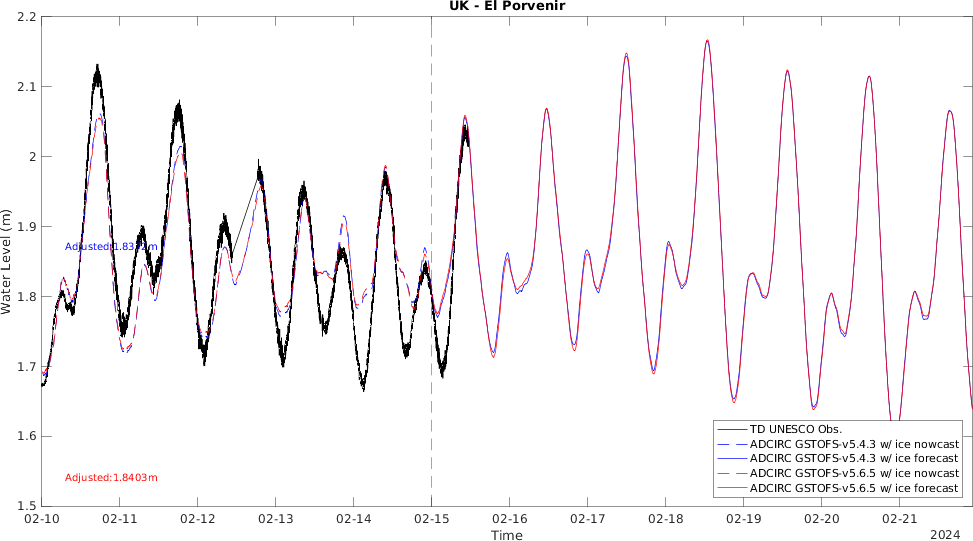 UK - El Porvenir
2.2
2.1
2
1.9
1.8
1.7
1.6
1.5
Water Level (m)
Adjusted:1.8403m
TD UNESCO Obs.
ADCIRC GSTOFS-v5.4.3 w/ ice nowcast
ADCIRC GSTOFS-v5.4.3 w/ ice forecast
ADCIRC GSTOFS-v5.6.5 w/ ice nowcast
ADCIRC GSTOFS-v5.6.5 w/ ice forecast
02-10 02-11 02-12 02-13 02-14 02-15 02-16 02-17 02-18 02-19 02-20 02-21
Time
2024